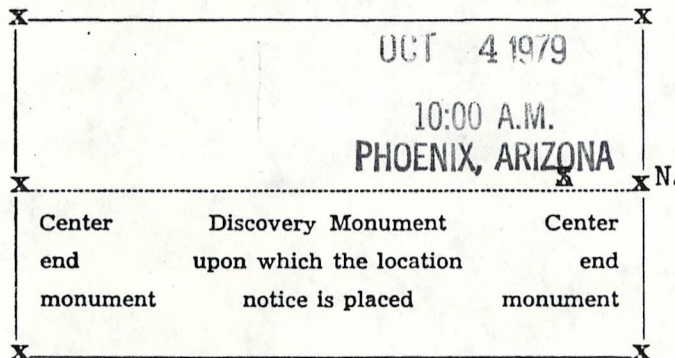 X X
OCT 4 1979
10:00 A.M.
PHOENIX, ARIZONA
X X X N.
Center Discovery Monument Center
end upon which the location end
monument notice is placed monument
X X